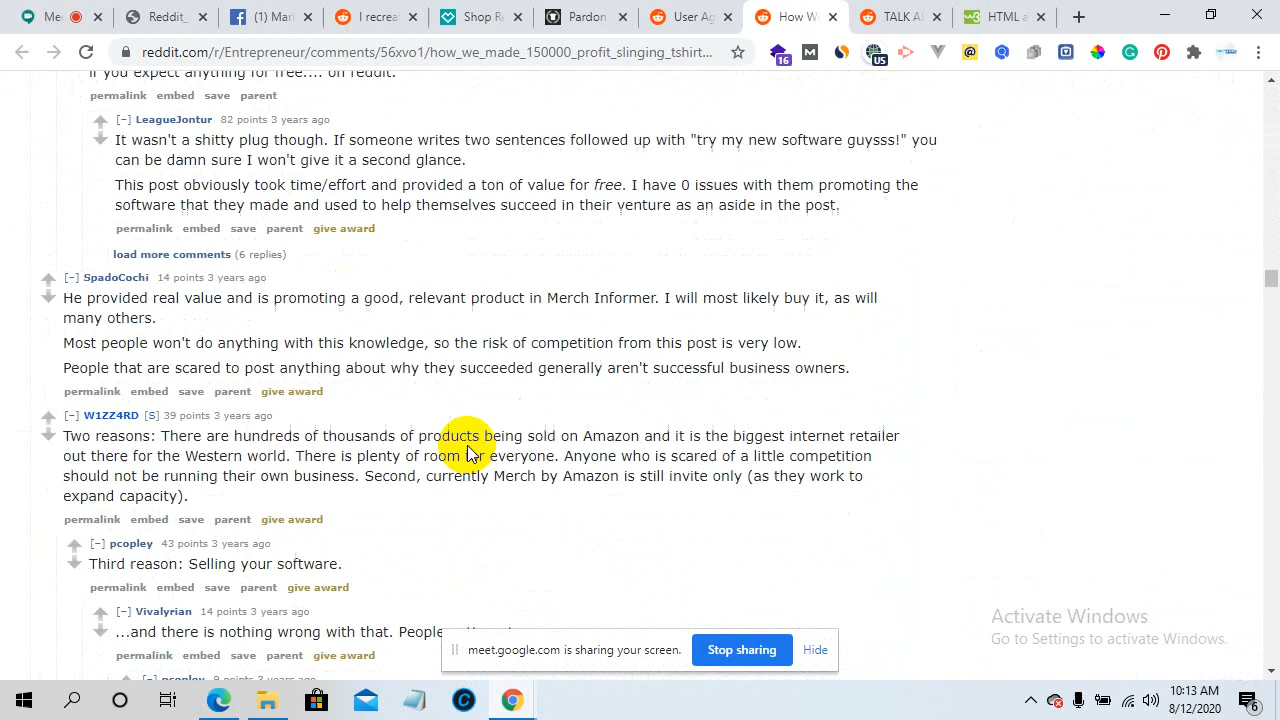 Meet
Reddit_
(1) Mark
I recreat
Shop R
Pardon
User Ag
How W
TALK A
HTML a
reddit.com/r/Entrepreneur/comments/56xvo1/how_we_made_150000_profit_slinging_tshirt...
16
US
if you expect anything for free.... on reddit.
permalink embed save parent
[–] LeagueJontur 82 points 3 years ago
It wasn't a shitty plug though. If someone writes two sentences followed up with "try my new software guysss!" you
can be damn sure I won't give it a second glance.
This post obviously took time/effort and provided a ton of value for free. I have 0 issues with them promoting the
software that they made and used to help themselves succeed in their venture as an aside in the post.
permalink embed save parent give award
load more comments (6 replies)
[–] SpadoCochi 14 points 3 years ago
He provided real value and is promoting a good, relevant product in Merch Informer. I will most likely buy it, as will
many others.
Most people won't do anything with this knowledge, so the risk of competition from this post is very low.
People that are scared to post anything about why they succeeded generally aren't successful business owners.
permalink embed save parent give award
[–] W1ZZ4RD [S] 39 points 3 years ago
Two reasons: There are hundreds of thousands of products being sold on Amazon and it is the biggest internet retailer
out there for the Western world. There is plenty of room for everyone. Anyone who is scared of a little competition
should not be running their own business. Second, currently Merch by Amazon is still invite only (as they work to
expand capacity).
permalink embed save parent give award
[–] pcopley 43 points 3 years ago
Third reason: Selling your software.
permalink embed save parent give award
[–] Vivalyrian 14 points 3 years ago
...and there is nothing wrong with that. People
permalink embed save parent give award
[–] pcopley 9 points 3 years ago
meet.google.com is sharing your screen.
Stop sharing
Hide
Activate Windows
Go to Settings to activate Windows.
10:13 AM
8/12/2020
6